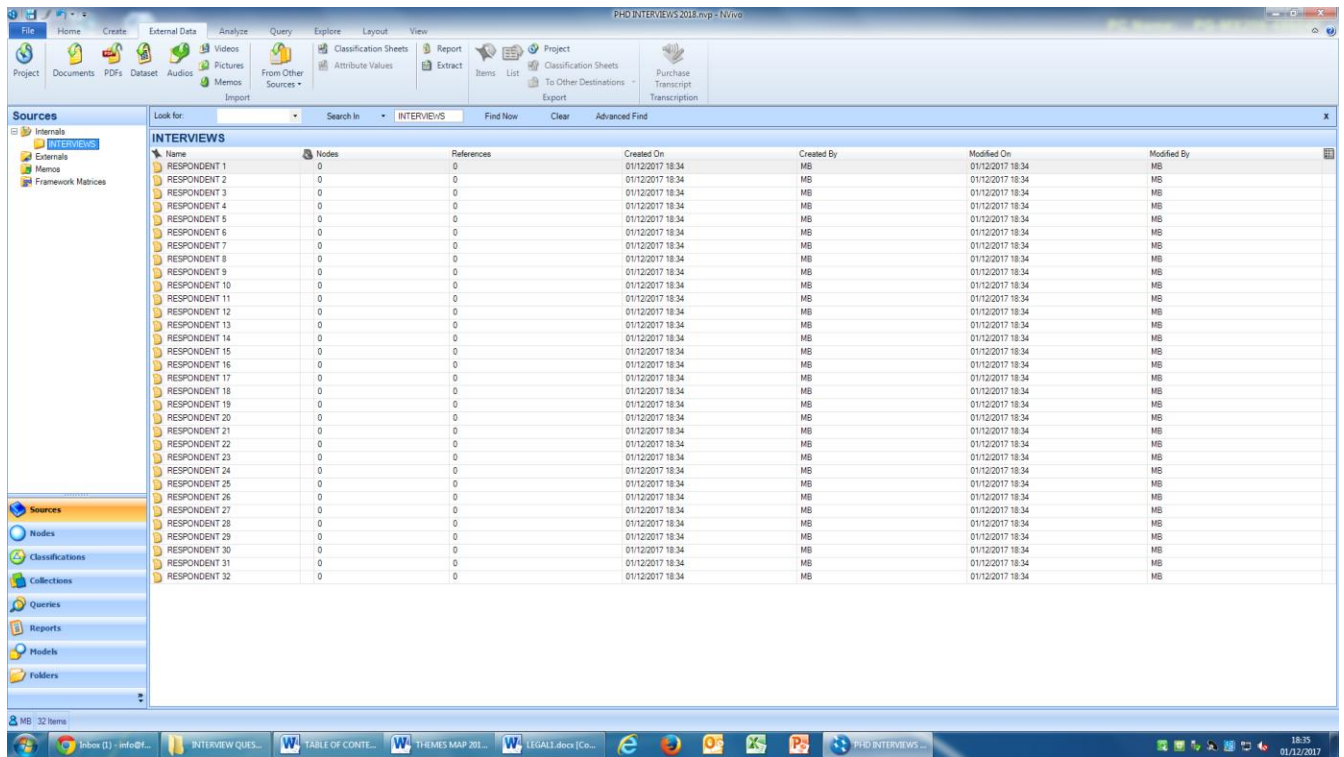 PHD INTERVIEWS 2018.nvp - NVivo
File Home Create External Data Analyze Query Explore Layout View
Project Documents PDFs Dataset Audios Videos Pictures Memos From Other Sources Classification Sheets Attribute Values Report Extract Items List Project Classification Sheets To Other Destinations Purchase Transcript
Import Export Transcription
Sources
Internals
INTERVIEWS
Externals
Memos
Framework Matrices
Look for: Search In INTERVIEWS Find Now Clear Advanced Find X
INTERVIEWS
Name Nodes References Created On Created By Modified On Modified By
RESPONDENT 1 0 0 01/12/2017 18:34 MB 01/12/2017 18:34 MB
RESPONDENT 2 0 0 01/12/2017 18:34 MB 01/12/2017 18:34 MB
RESPONDENT 3 0 0 01/12/2017 18:34 MB 01/12/2017 18:34 MB
RESPONDENT 4 0 0 01/12/2017 18:34 MB 01/12/2017 18:34 MB
RESPONDENT 5 0 0 01/12/2017 18:34 MB 01/12/2017 18:34 MB
RESPONDENT 6 0 0 01/12/2017 18:34 MB 01/12/2017 18:34 MB
RESPONDENT 7 0 0 01/12/2017 18:34 MB 01/12/2017 18:34 MB
RESPONDENT 8 0 0 01/12/2017 18:34 MB 01/12/2017 18:34 MB
RESPONDENT 9 0 0 01/12/2017 18:34 MB 01/12/2017 18:34 MB
RESPONDENT 10 0 0 01/12/2017 18:34 MB 01/12/2017 18:34 MB
RESPONDENT 11 0 0 01/12/2017 18:34 MB 01/12/2017 18:34 MB
RESPONDENT 12 0 0 01/12/2017 18:34 MB 01/12/2017 18:34 MB
RESPONDENT 13 0 0 01/12/2017 18:34 MB 01/12/2017 18:34 MB
RESPONDENT 14 0 0 01/12/2017 18:34 MB 01/12/2017 18:34 MB
RESPONDENT 15 0 0 01/12/2017 18:34 MB 01/12/2017 18:34 MB
RESPONDENT 16 0 0 01/12/2017 18:34 MB 01/12/2017 18:34 MB
RESPONDENT 17 0 0 01/12/2017 18:34 MB 01/12/2017 18:34 MB
RESPONDENT 18 0 0 01/12/2017 18:34 MB 01/12/2017 18:34 MB
RESPONDENT 19 0 0 01/12/2017 18:34 MB 01/12/2017 18:34 MB
RESPONDENT 20 0 0 01/12/2017 18:34 MB 01/12/2017 18:34 MB
RESPONDENT 21 0 0 01/12/2017 18:34 MB 01/12/2017 18:34 MB
RESPONDENT 22 0 0 01/12/2017 18:34 MB 01/12/2017 18:34 MB
RESPONDENT 23 0 0 01/12/2017 18:34 MB 01/12/2017 18:34 MB
RESPONDENT 24 0 0 01/12/2017 18:34 MB 01/12/2017 18:34 MB
RESPONDENT 25 0 0 01/12/2017 18:34 MB 01/12/2017 18:34 MB
RESPONDENT 26 0 0 01/12/2017 18:34 MB 01/12/2017 18:34 MB
RESPONDENT 27 0 0 01/12/2017 18:34 MB 01/12/2017 18:34 MB
RESPONDENT 28 0 0 01/12/2017 18:34 MB 01/12/2017 18:34 MB
RESPONDENT 29 0 0 01/12/2017 18:34 MB 01/12/2017 18:34 MB
RESPONDENT 30 0 0 01/12/2017 18:34 MB 01/12/2017 18:34 MB
RESPONDENT 31 0 0 01/12/2017 18:34 MB 01/12/2017 18:34 MB
RESPONDENT 32 0 0 01/12/2017 18:34 MB 01/12/2017 18:34 MB
Sources
Nodes
Classifications
Collections
Queries
Reports
Models
Folders
MB 32 Items
Inbox (1) - info@f... INTERVIEW QUES... TABLE OF CONTE... THEMES MAP 201... LEGAL1.docx [Co... PHD INTERVIEWS ... 18:35
01/12/2017